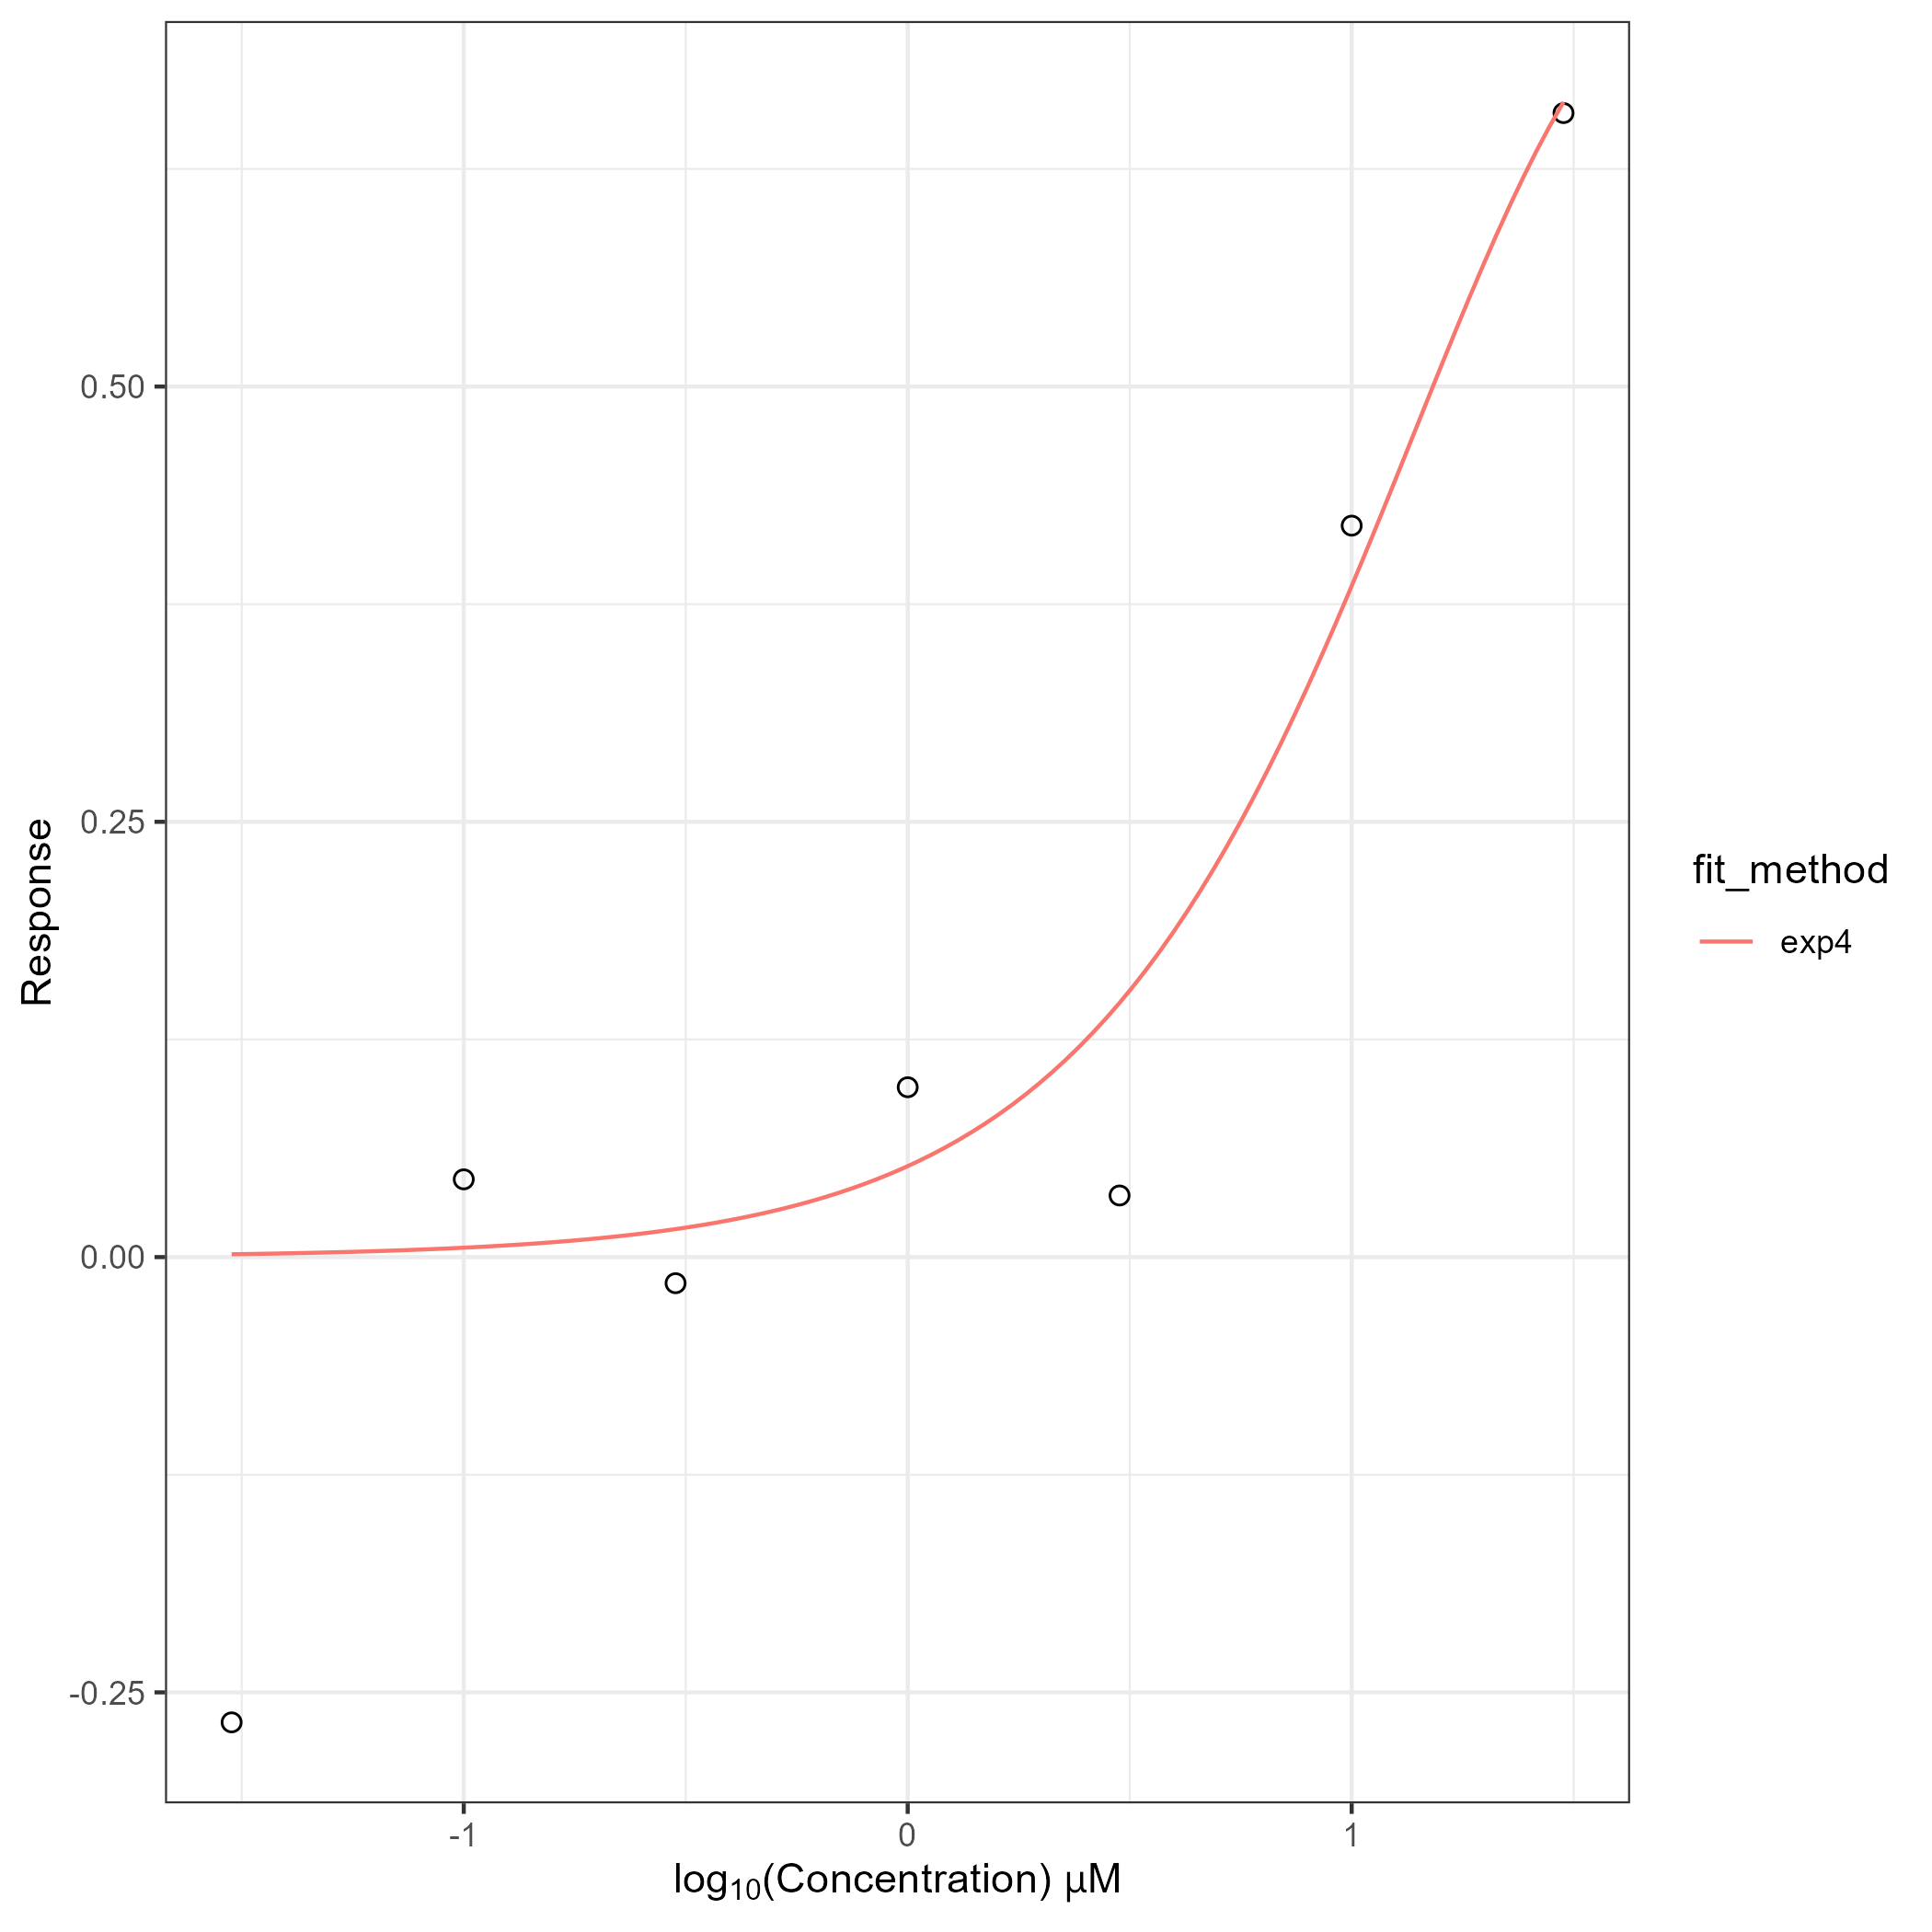 0.50
0.25
0.00
-0.25
Response
-1
0
1
log10(Concentration) µM
fit_method
exp4